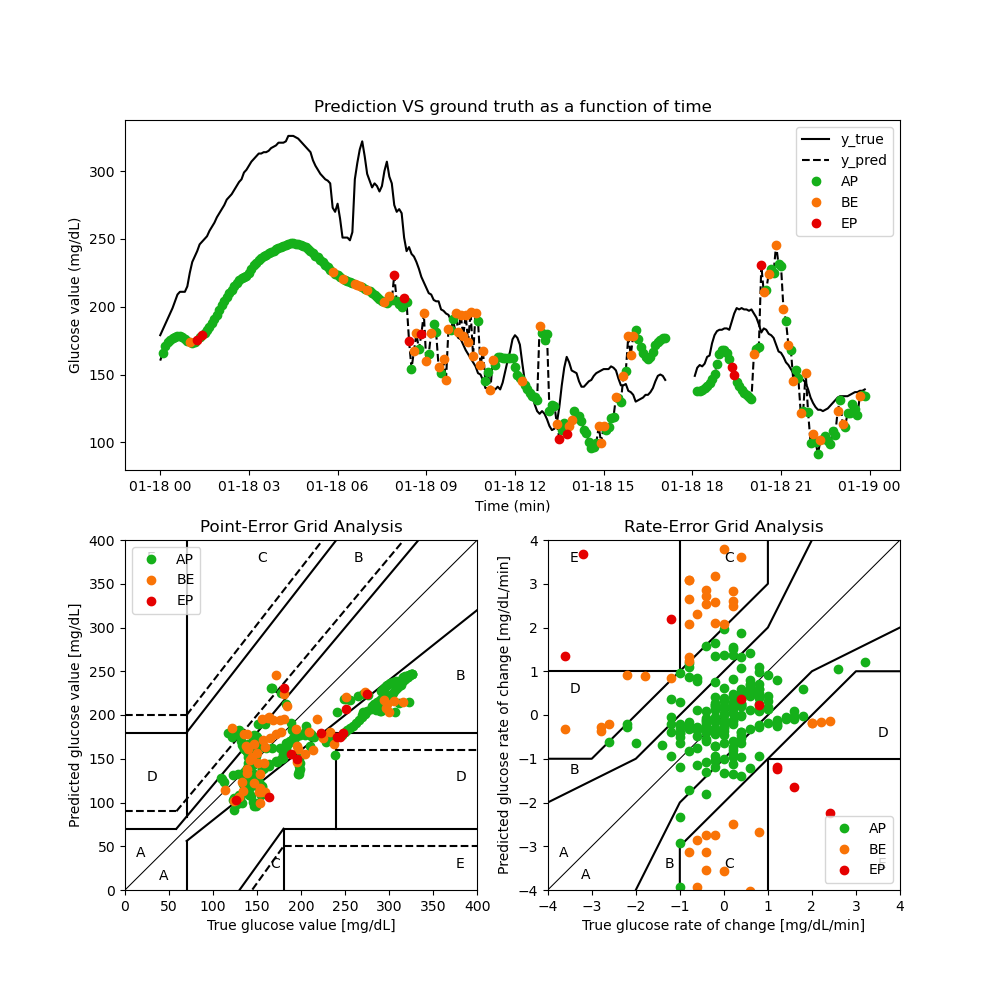 Prediction VS ground truth as a function of time
Glucose value (mg/dL)
300
250
200
150
100
y_true
y_pred
AP
BE
EP
01-18 00 01-18 03 01-18 06 01-18 09 01-18 12 01-18 15 01-18 18 01-18 21 01-19 00
Time (min)
Point-Error Grid Analysis
Predicted glucose value [mg/dL]
400
350
300
250
200
150
100
50
0
AP
BE
EP
C
B
B
D
D
A
A
C
E
0 50 100 150 200 250 300 350 400
True glucose value [mg/dL]
Rate-Error Grid Analysis
Predicted glucose rate of change [mg/dL/min]
4
3
2
1
0
−1
−2
−3
−4
E
C
D
D
B
A
A
B
C
AP
BE
EP
−4 −3 −2 −1 0 1 2 3 4
True glucose rate of change [mg/dL/min]